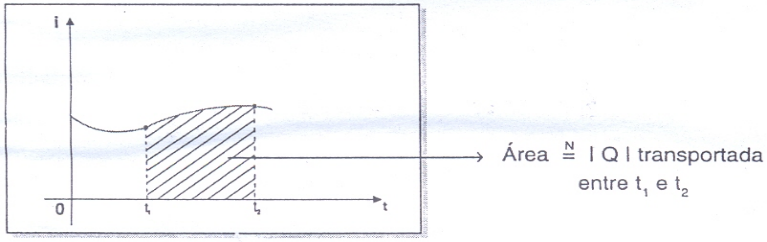 i
Área ≝ | Q | transportada
entre t₁ e t₂
0 t₁ t₂ t